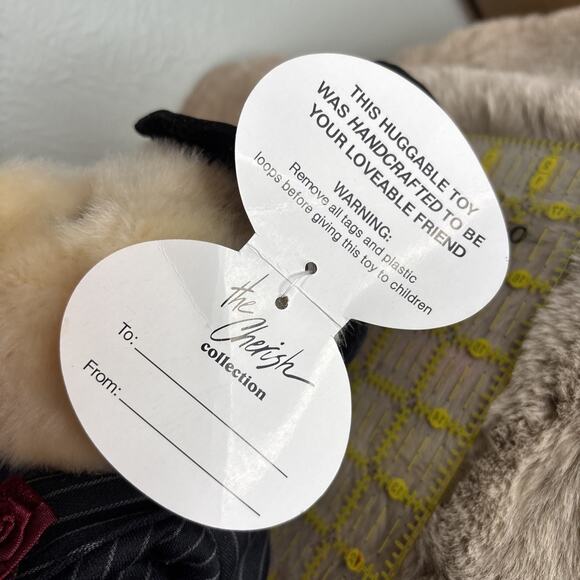 THIS HUGGABLE TOY
WAS HANDCRAFTED TO BE
YOUR LOVEABLE FRIEND
WARNING:
Remove all tags and plastic
loops before giving this toy to children
the
Cherish
collection
To:
From: